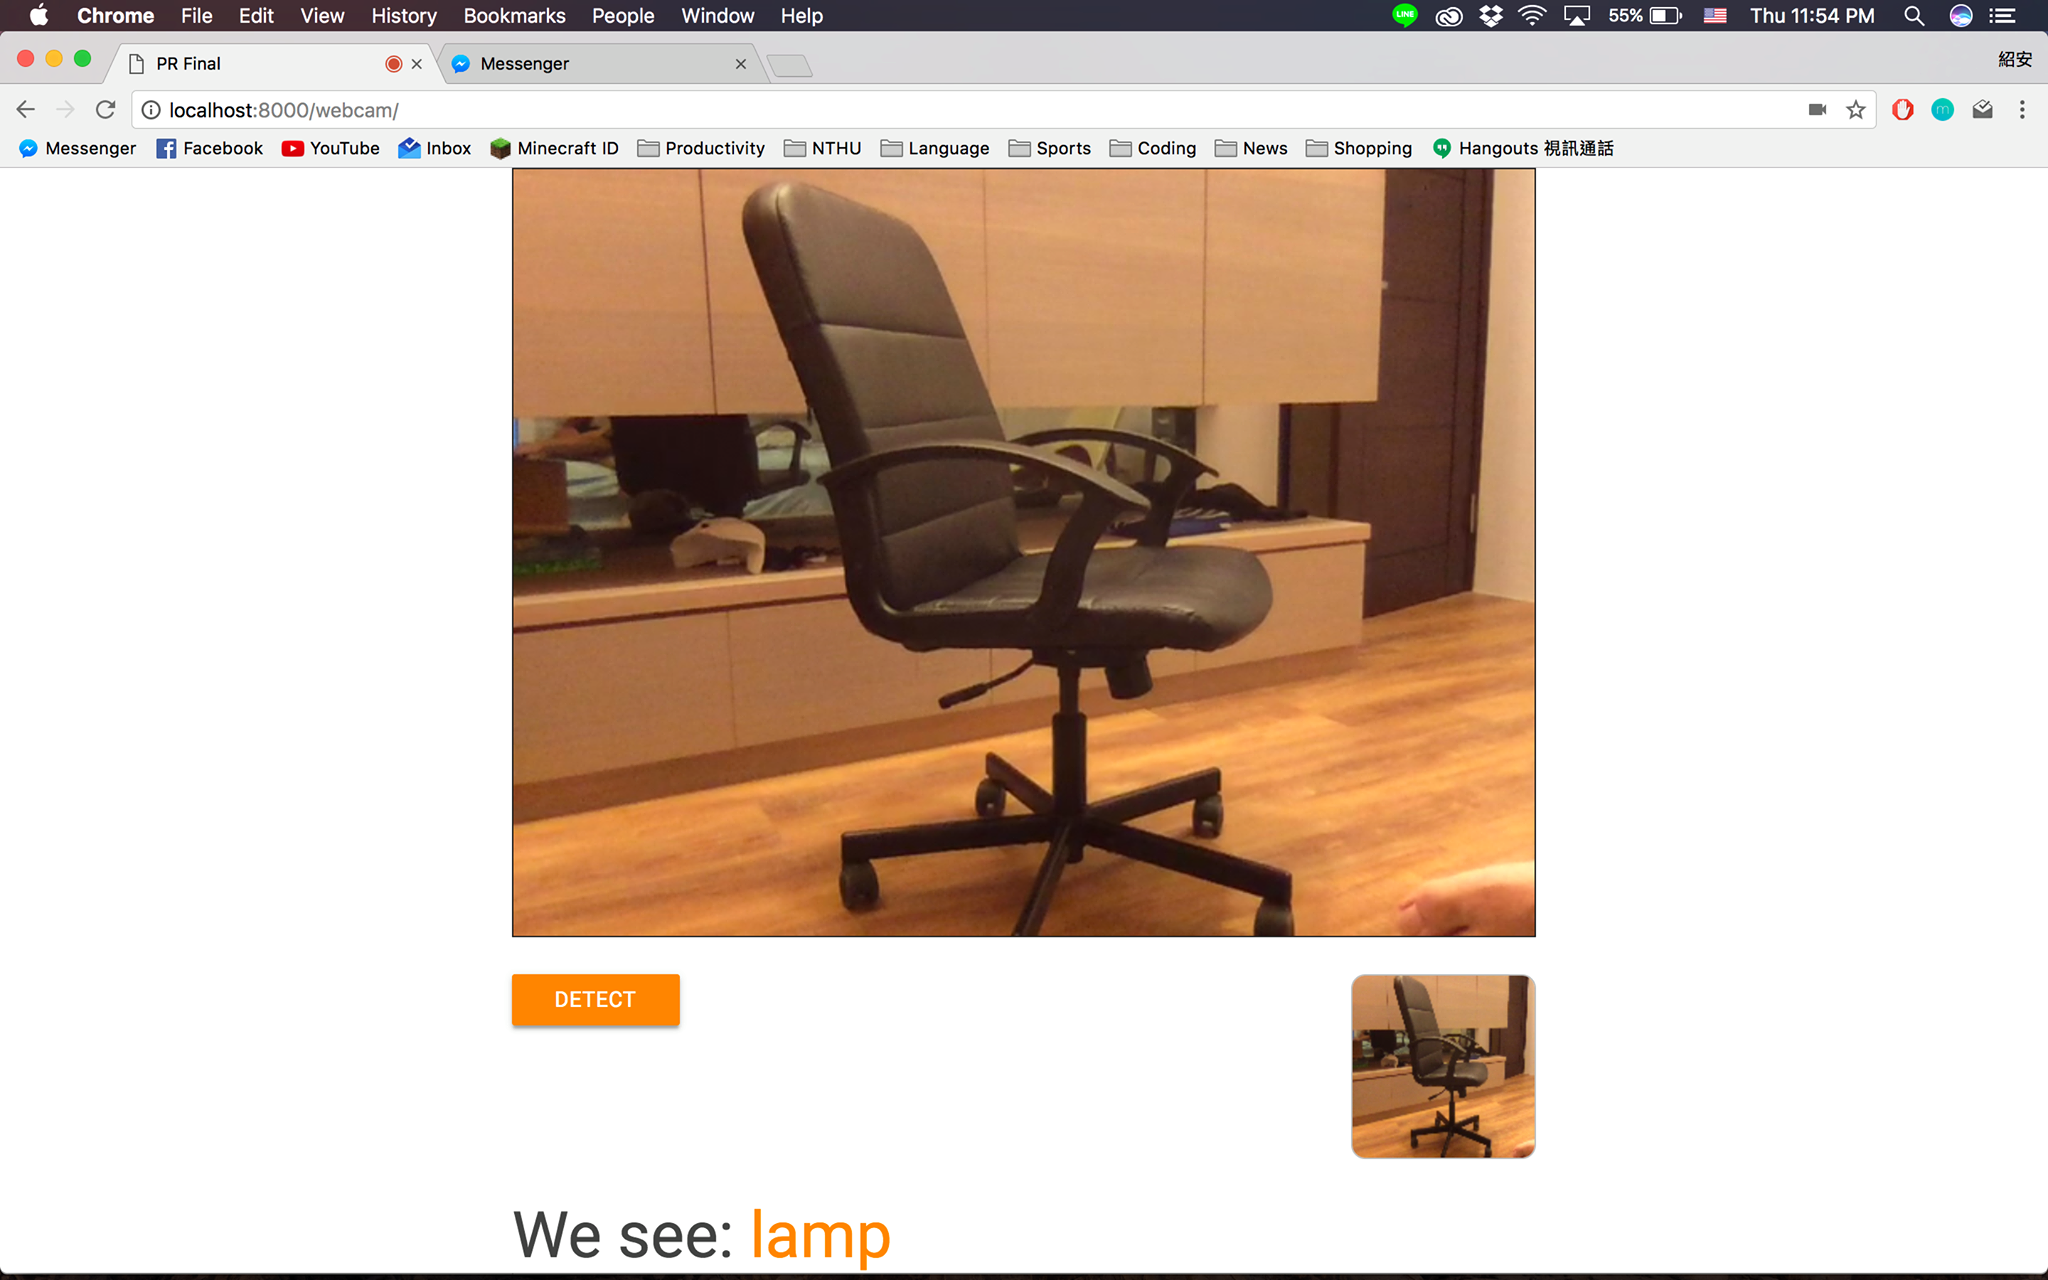 Chrome File Edit View History Bookmarks People Window Help LINE 55% Thu 11:54 PM
PR Final Messenger 紹安
localhost:8000/webcam/ m
Messenger Facebook YouTube Inbox Minecraft ID Productivity NTHU Language Sports Coding News Shopping Hangouts 視訊通話
DETECT
We see: lamp